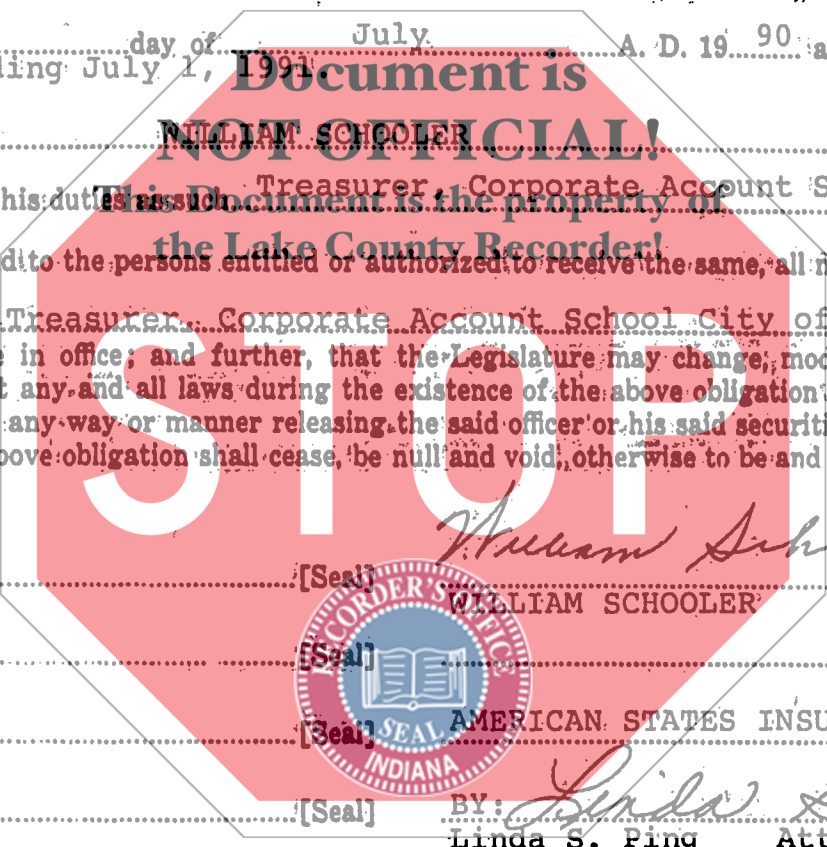 day of July A. D. 19 90 a
ling July 1, 1991.
Document is
WILLIAM SCHOOLER
NOT OFFICIAL!
his duties as such Treasurer, Corporate Account S
This Document is the property of
the Lake County Recorder!
d to the persons entitled or authorized to receive the same, all m
Treasurer, Corporate Account School City of
STOP
e in office; and further, that the Legislature may change, mod
t any and all laws during the existence of the above obligation
any way or manner releasing the said officer or his said securiti
bove obligation shall cease, be null and void, otherwise to be and
William Sch
[Seal]
WILLIAM SCHOOLER
RECORDER'S OFFICE
[Seal]
SEAL
INDIANA
[Seal] AMERICAN STATES INSU
[Seal] BY: Linda S
Linda S. Ping Att